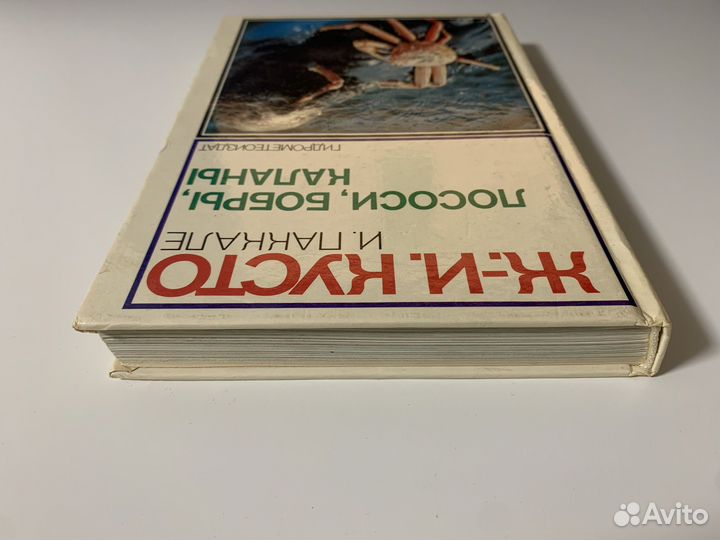 Ж.-И. КУСТО
И. ПАККАЛЕ
ЛОСОСИ, БОБРЫ,
КАЛАНЫ
ГИДРОМЕТЕОИЗДАТ
Avito